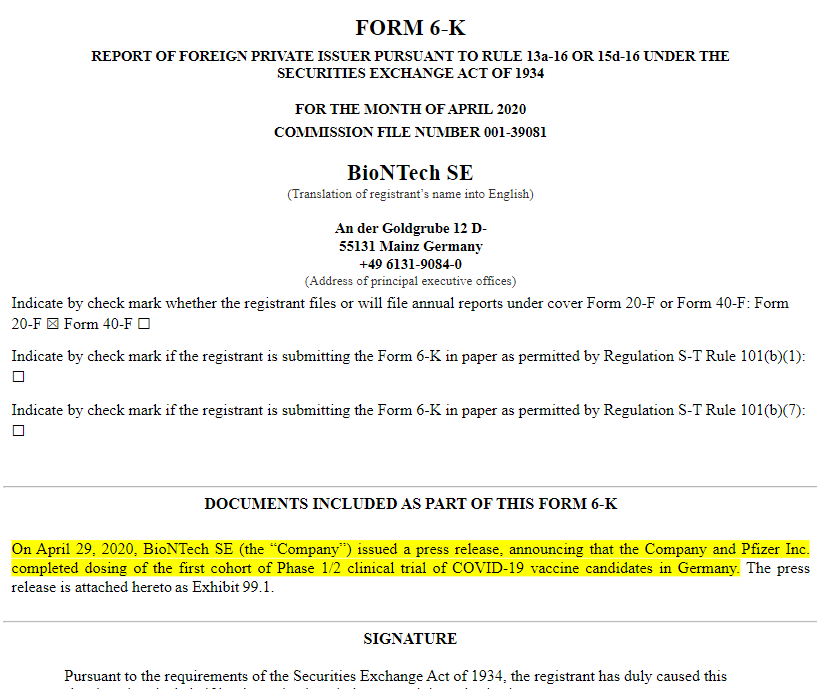 FORM 6-K
REPORT OF FOREIGN PRIVATE ISSUER PURSUANT TO RULE 13a-16 OR 15d-16 UNDER THE
SECURITIES EXCHANGE ACT OF 1934
FOR THE MONTH OF APRIL 2020
COMMISSION FILE NUMBER 001-39081
BioNTech SE
(Translation of registrant’s name into English)
An der Goldgrube 12 D-
55131 Mainz Germany
+49 6131-9084-0
(Address of principal executive offices)
Indicate by check mark whether the registrant files or will file annual reports under cover Form 20-F or Form 40-F: Form
20-F ☒ Form 40-F ☐
Indicate by check mark if the registrant is submitting the Form 6-K in paper as permitted by Regulation S-T Rule 101(b)(1):
☐
Indicate by check mark if the registrant is submitting the Form 6-K in paper as permitted by Regulation S-T Rule 101(b)(7):
☐
DOCUMENTS INCLUDED AS PART OF THIS FORM 6-K
On April 29, 2020, BioNTech SE (the “Company”) issued a press release, announcing that the Company and Pfizer Inc.
completed dosing of the first cohort of Phase 1/2 clinical trial of COVID-19 vaccine candidates in Germany. The press
release is attached hereto as Exhibit 99.1.
SIGNATURE
Pursuant to the requirements of the Securities Exchange Act of 1934, the registrant has duly caused this